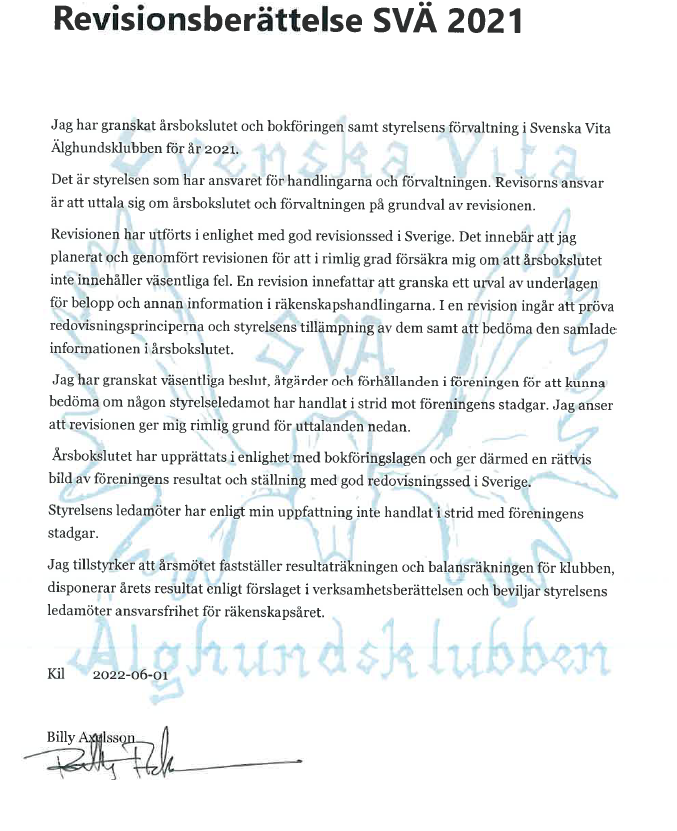 Revisionsberättelse SVÄ 2021
Jag har granskat årsbokslutet och bokföringen samt styrelsens förvaltning i Svenska Vita
Älghundsklubben för år 2021.
Det är styrelsen som har ansvaret för handlingarna och förvaltningen. Revisorns ansvar
är att uttala sig om årsbokslutet och förvaltningen på grundval av revisionen.
Revisionen har utförts i enlighet med god revisionssed i Sverige. Det innebär att jag
planerat och genomfört revisionen för att i rimlig grad försäkra mig om att årsbokslutet
inte innehåller väsentliga fel. En revision innefattar att granska ett urval av underlagen
för belopp och annan information i räkenskapshandlingarna. I en revision ingår att pröva
redovisningsprinciperna och styrelsens tillämpning av dem samt att bedöma den samlade
informationen i årsbokslutet.
Jag har granskat väsentliga beslut, åtgärder och förhållanden i föreningen för att kunna
bedöma om någon styrelseledamot har handlat i strid mot föreningens stadgar. Jag anser
att revisionen ger mig rimlig grund för uttalanden nedan.
Årsbokslutet har upprättats i enlighet med bokföringslagen och ger därmed en rättvis
bild av föreningens resultat och ställning med god redovisningssed i Sverige.
Styrelsens ledamöter har enligt min uppfattning inte handlat i strid med föreningens
stadgar.
Jag tillstyrker att årsmötet fastställer resultaträkningen och balansräkningen för klubben,
disponerar årets resultat enligt förslaget i verksamhetsberättelsen och beviljar styrelsens
ledamöter ansvarsfrihet för räkenskapsåret.
Svenska Vita
SVÄ
Älghundsklubben
Kil 2022-06-01
Billy Axelsson